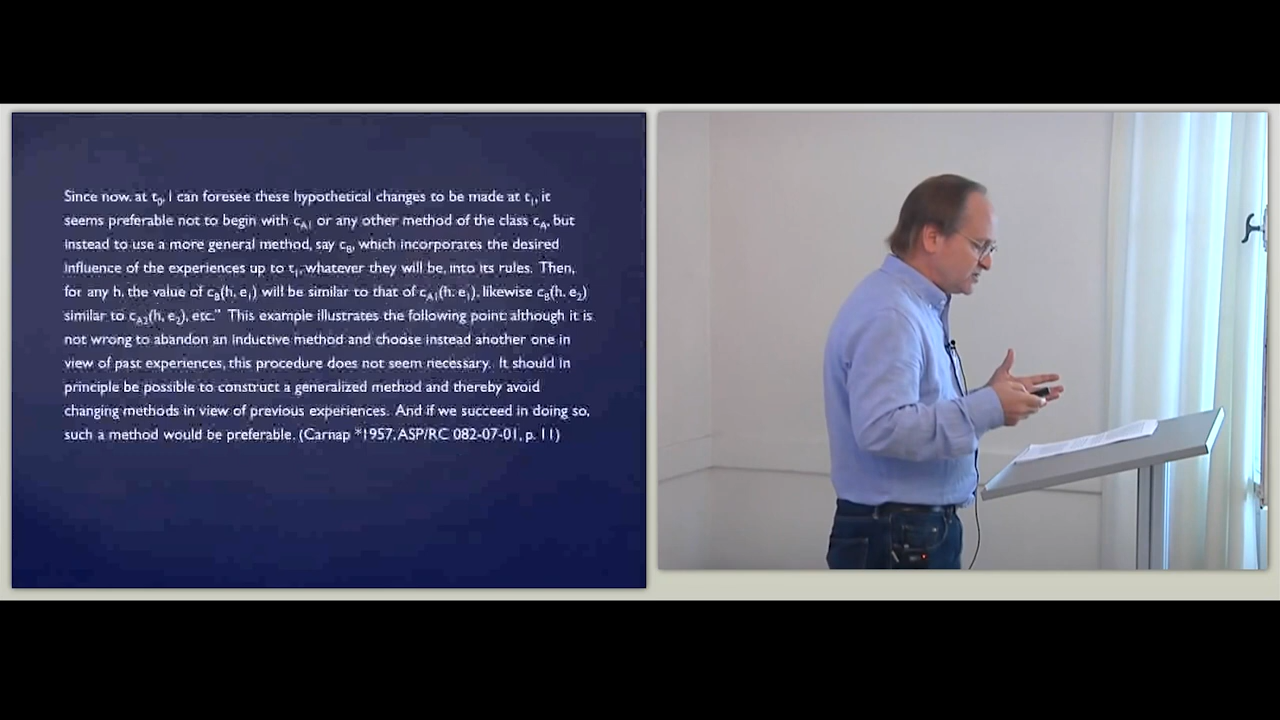 Since now, at t₀, I can foresee these hypothetical changes to be made at t₁, it
seems preferable not to begin with c_A1 or any other method of the class c_A, but
instead to use a more general method, say c_B, which incorporates the desired
influence of the experiences up to t₁, whatever they will be, into its rules. Then,
for any h, the value of c_B(h, e₁) will be similar to that of c_A1(h, e₁), likewise c_B(h, e₂)
similar to c_A2(h, e₂), etc." This example illustrates the following point: although it is
not wrong to abandon an inductive method and choose instead another one in
view of past experiences, this procedure does not seem necessary. It should in
principle be possible to construct a generalized method and thereby avoid
changing methods in view of previous experiences. And if we succeed in doing so,
such a method would be preferable. (Carnap *1957, ASP/RC 082-07-01, p. 11)